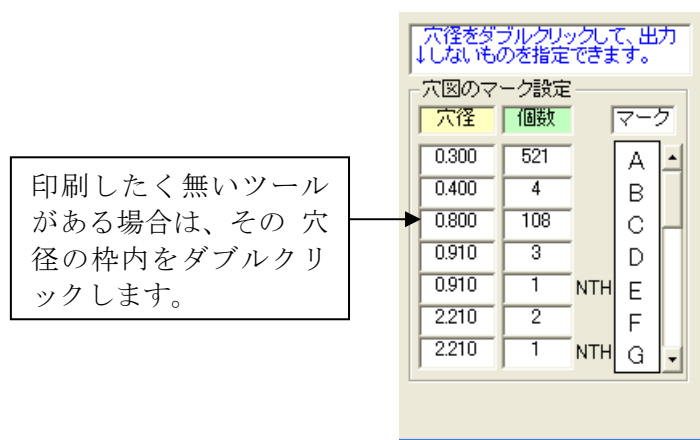 穴径をダブルクリックして、出力
↓しないものを指定できます。
穴図のマーク設定
穴径 個数 マーク
0.300 521 A
0.400 4 B
0.800 108 C
0.910 3 D
0.910 1 NTH E
2.210 2 F
2.210 1 NTH G
印刷したく無いツール
がある場合は、その 穴
径の枠内をダブルクリ
ックします。